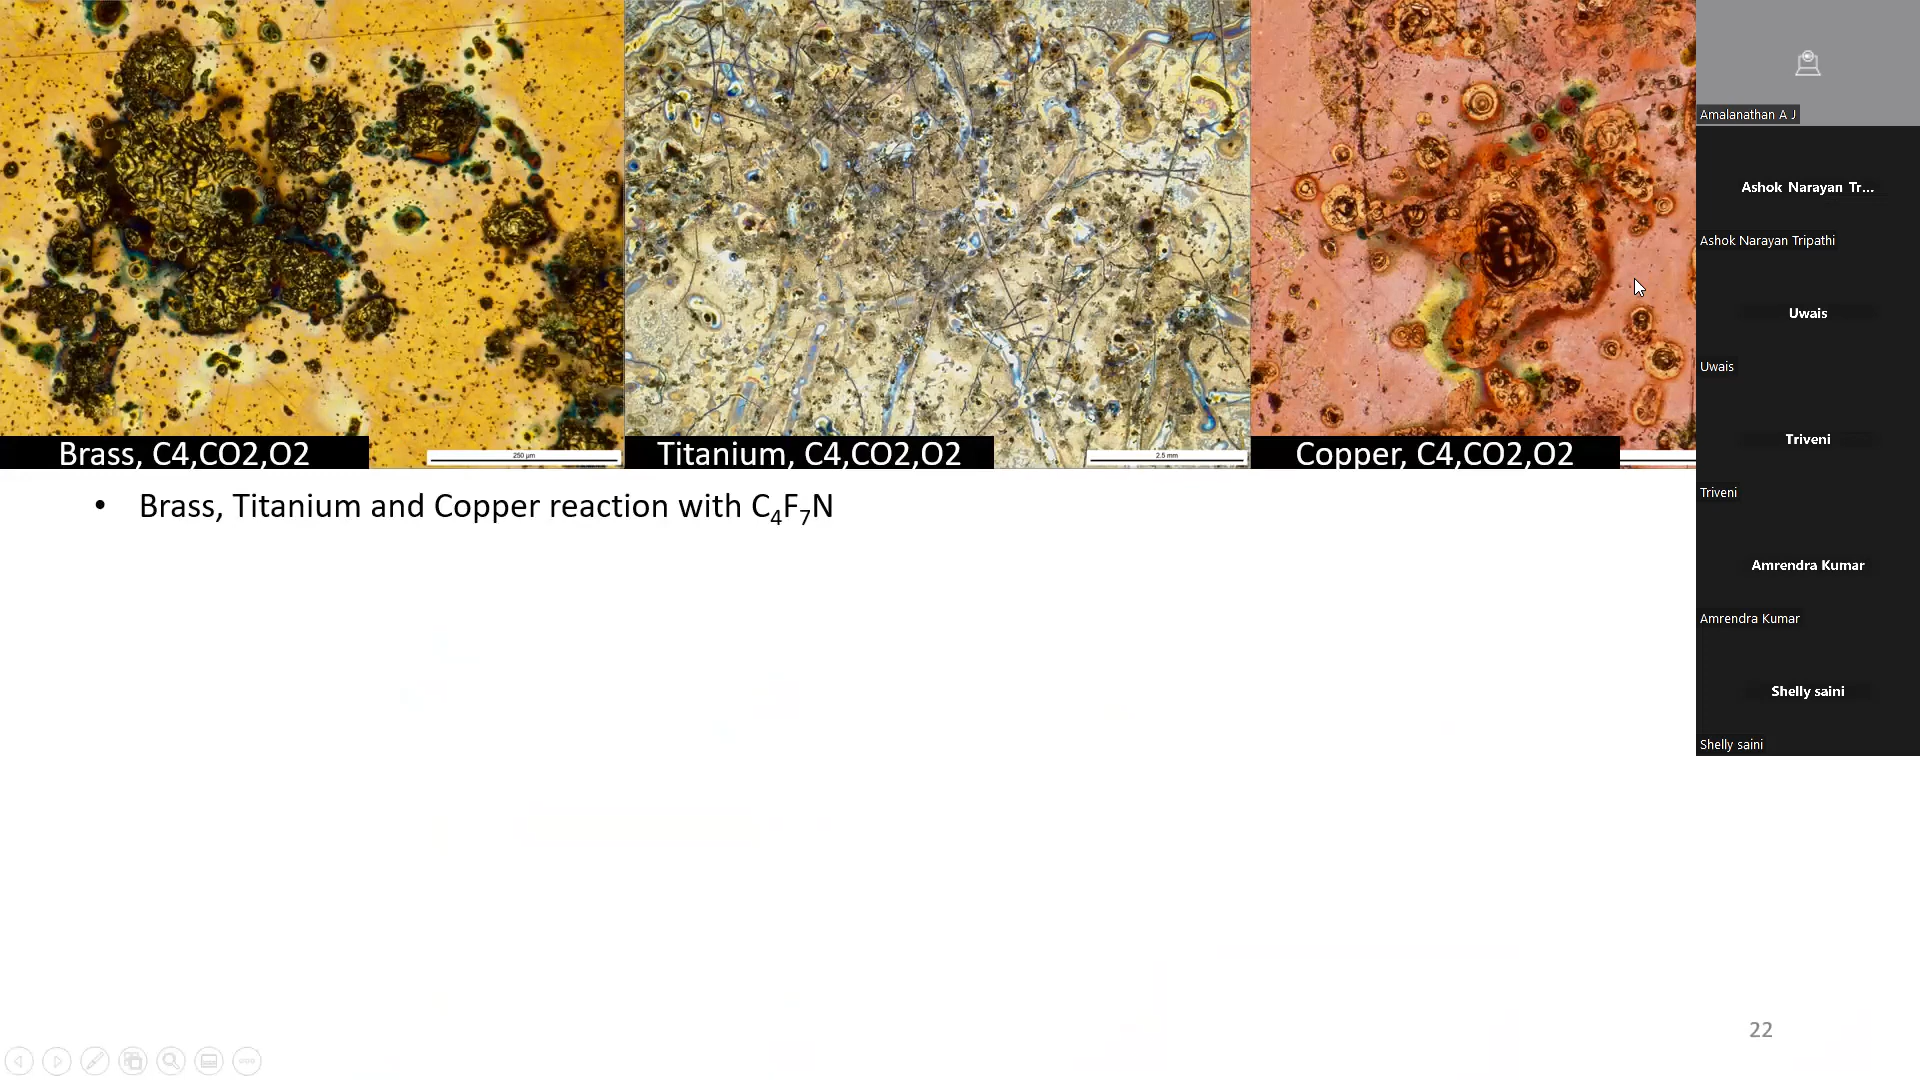 Brass, C4,CO2,O2
250 µm
Titanium, C4,CO2,O2
2.5 mm
Copper, C4,CO2,O2
• Brass, Titanium and Copper reaction with C4F7N
22
Amalanathan A J
Ashok Narayan Tr...
Ashok Narayan Tripathi
Uwais
Uwais
Triveni
Triveni
Amrendra Kumar
Amrendra Kumar
Shelly saini
Shelly saini